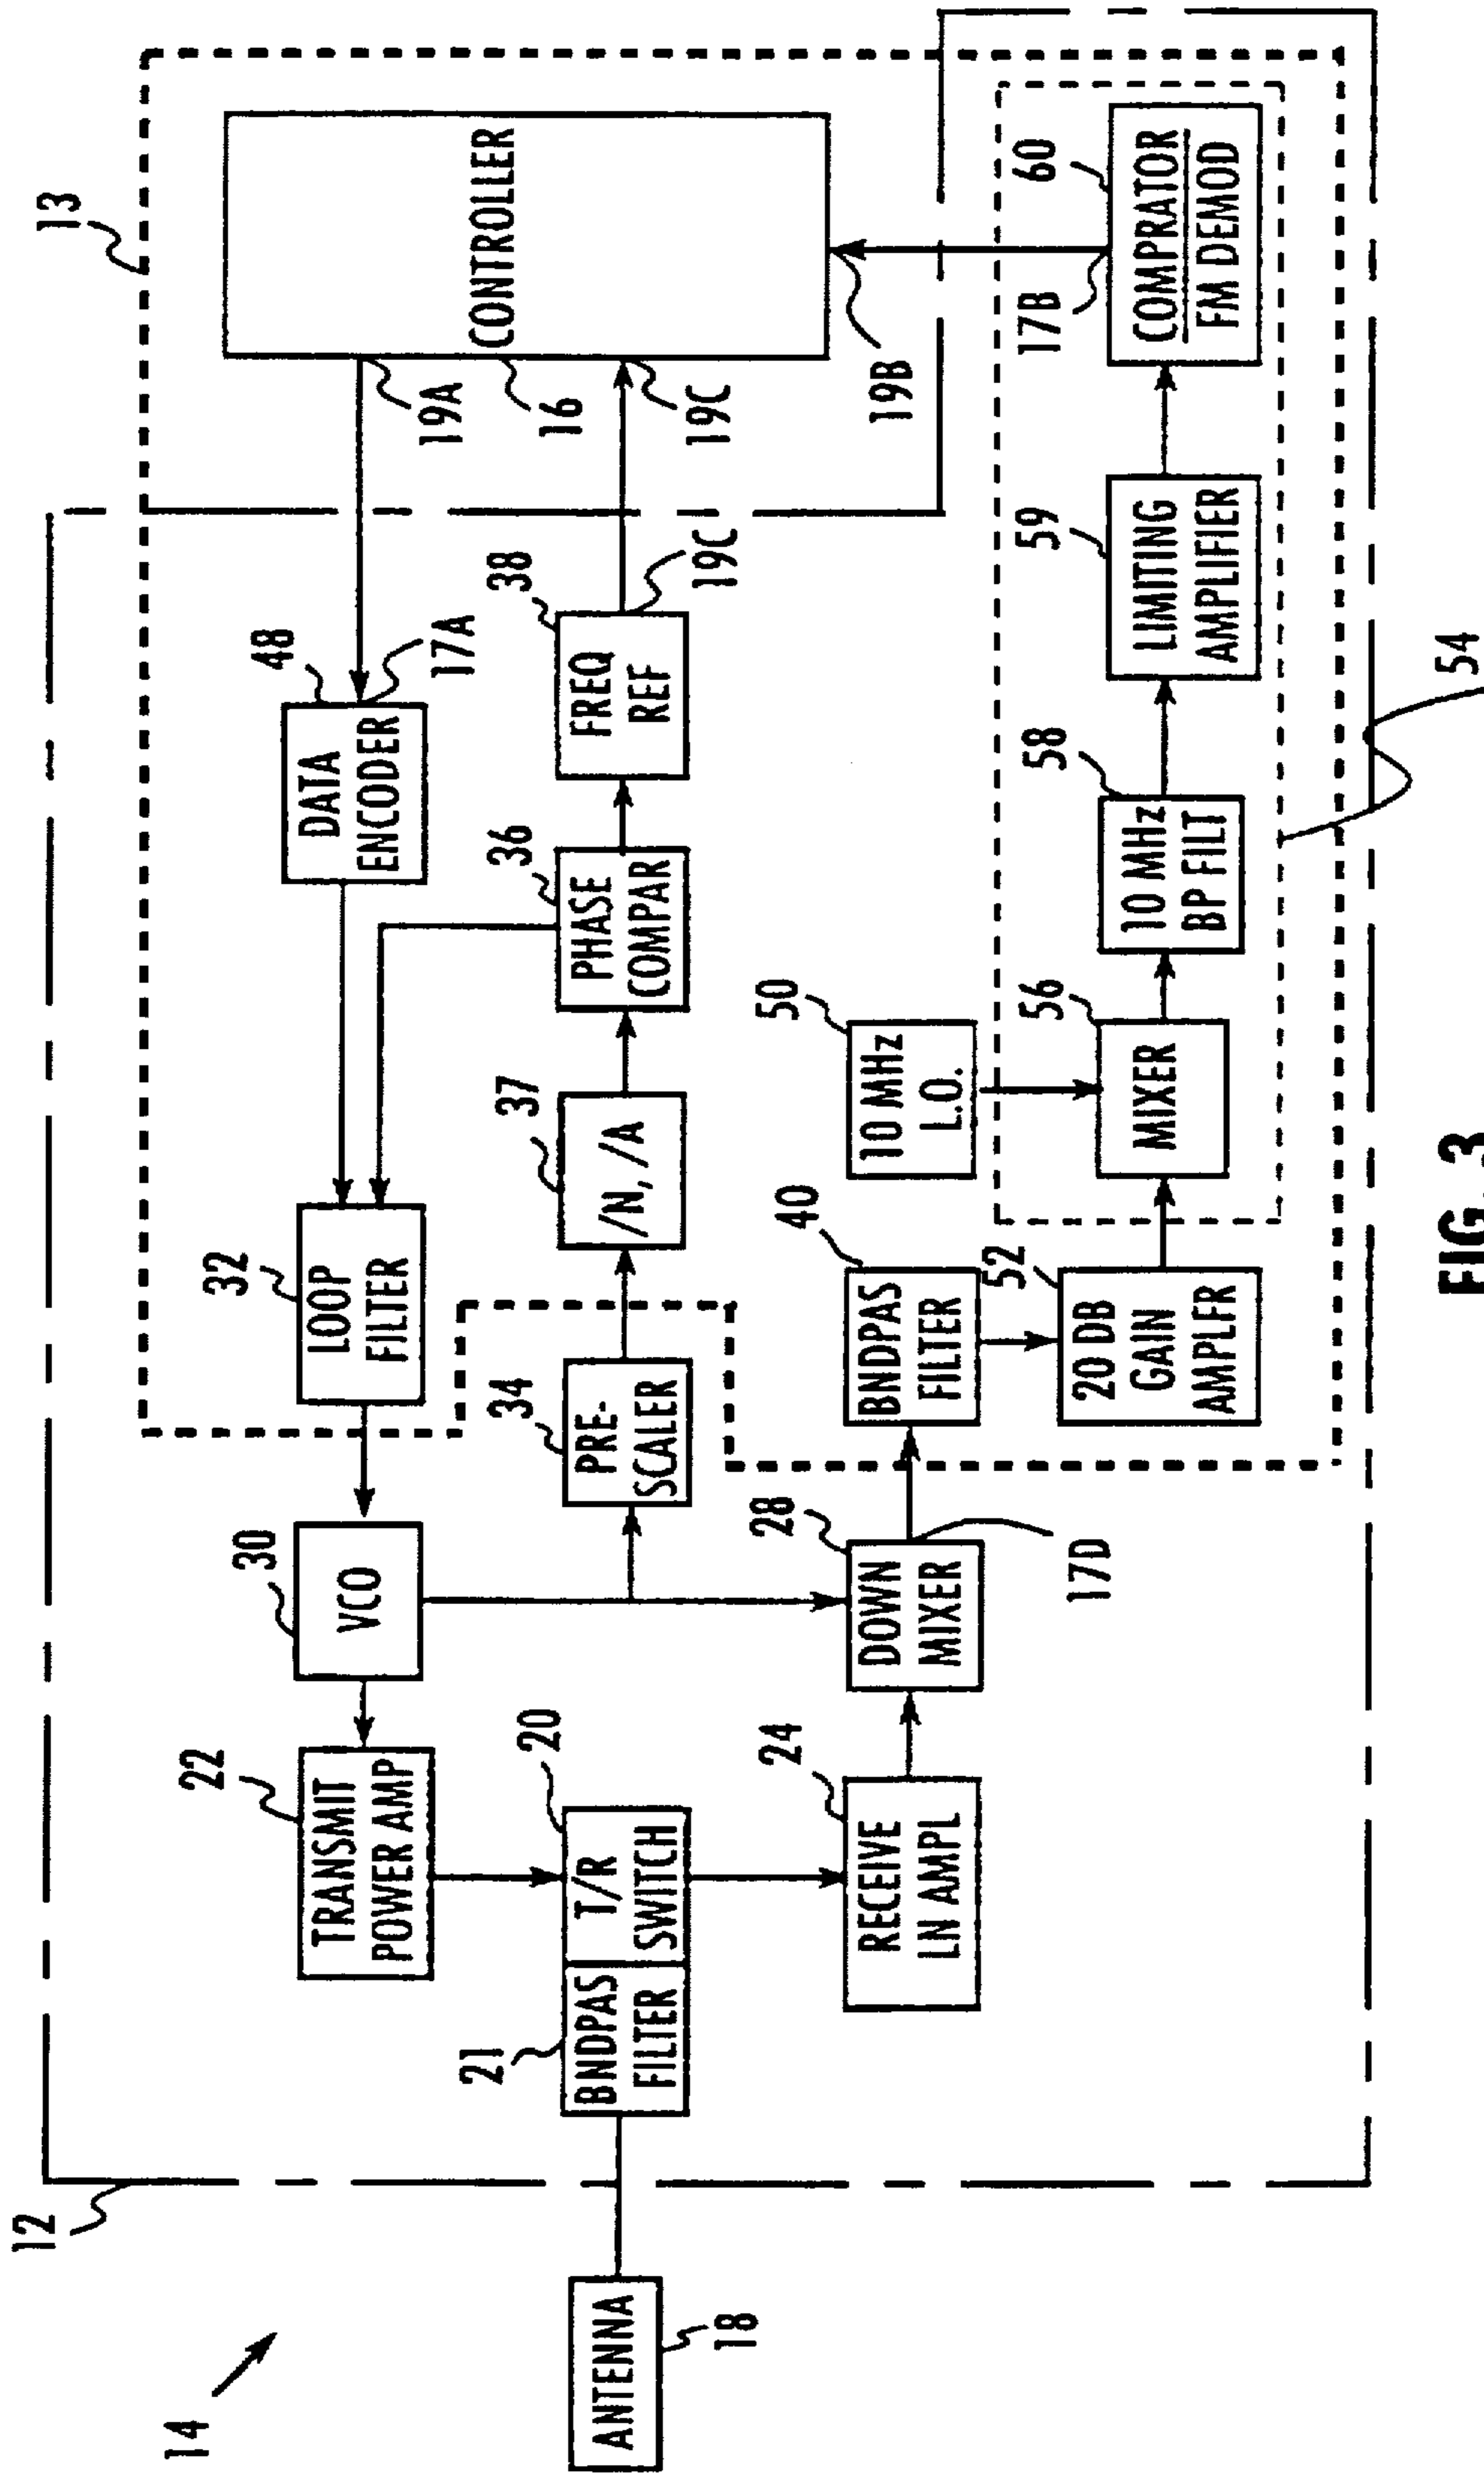 14
12
13
ANTENNA
18
BNDPAS
FILTER
21
T/R
SWITCH
20
TRANSMIT
POWER AMP
22
RECEIVE
LN AMPL
24
VCO
30
DOWN
MIXER
28
17D
LOOP
FILTER
32
PRE-
SCALER
34
/N, /A
37
PHASE
COMPAR
36
FREQ
REF
38
19C
DATA
ENCODER
48
17A
CONTROLLER
19A
16
19C
19B
BNDPAS
FILTER
40
20 DB
GAIN
AMPLFR
52
10 MHz
L.O.
50
MIXER
56
10 MHz
BP FILT
58
LIMITING
AMPLIFIER
59
COMPRATOR
FM DEMOD
60
17B
54
FIG. 3